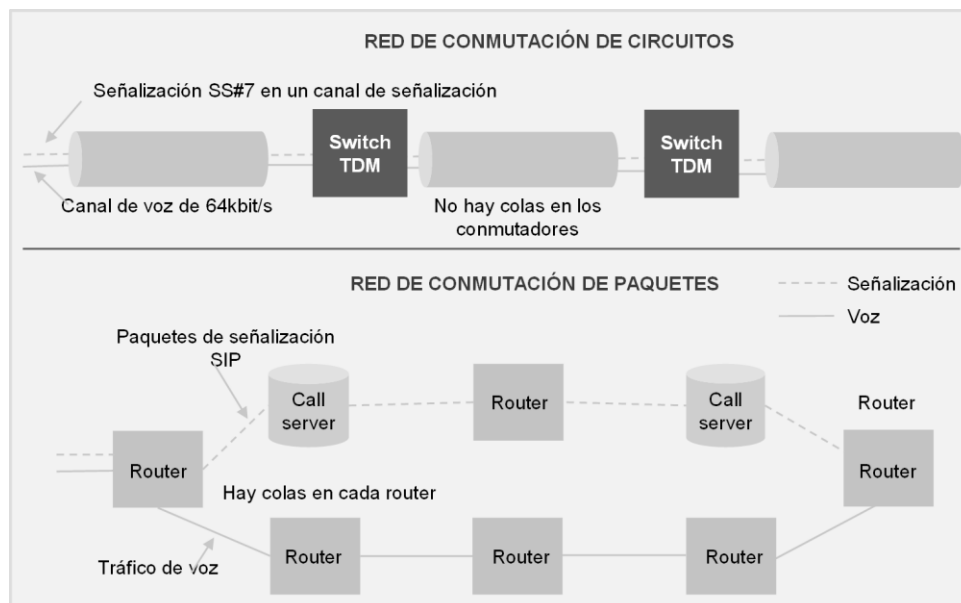 RED DE CONMUTACIÓN DE CIRCUITOS
Señalización SS#7 en un canal de señalización
Switch
TDM
Switch
TDM
Canal de voz de 64kbit/s
No hay colas en los
conmutadores
RED DE CONMUTACIÓN DE PAQUETES
Señalización
Voz
Paquetes de señalización
SIP
Call
server
Router
Call
server
Router
Router
Router
Hay colas en cada router
Tráfico de voz
Router
Router
Router